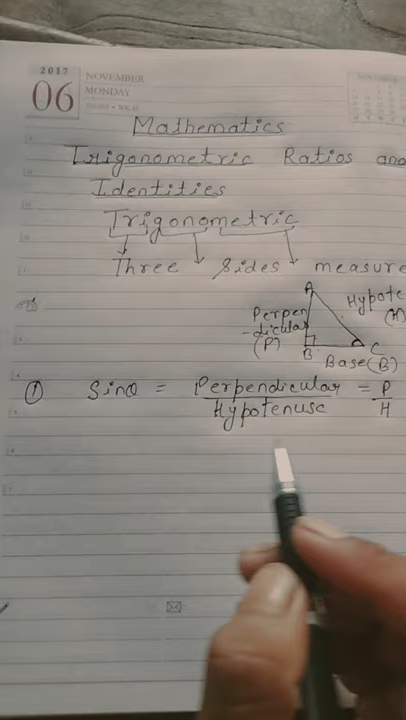 2017
06
NOVEMBER
MONDAY
Mathematics
Trigonometric Ratios and
Identities
Trigonometric
Three Sides measure
A
Perpen
-dicular
(P)
Hypote
(H)
B
C
Base(B)
① Sinθ = Perpendicular = P
Hypotenuse H